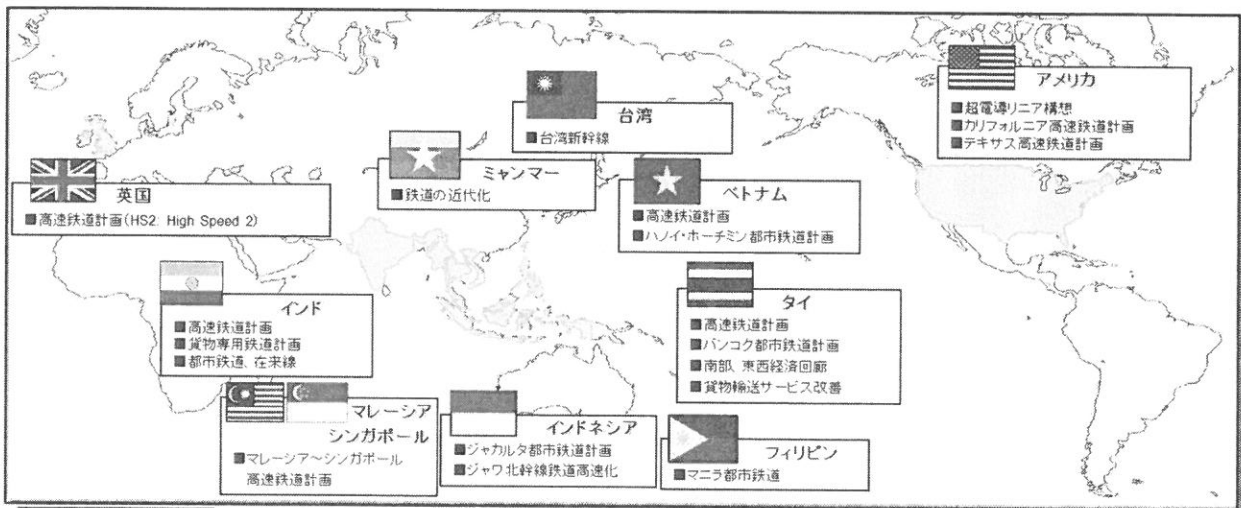 アメリカ
■超電導リニア構想
■カリフォルニア高速鉄道計画
■テキサス高速鉄道計画
台湾
■台湾新幹線
ミャンマー
■鉄道の近代化
ベトナム
■高速鉄道計画
■ハノイ・ホーチミン都市鉄道計画
英国
■高速鉄道計画(HS2: High Speed 2)
インド
■高速鉄道計画
■貨物専用鉄道計画
■都市鉄道、在来線
タイ
■高速鉄道計画
■バンコク都市鉄道計画
■南部、東西経済回廊
■貨物輸送サービス改善
マレーシア
シンガポール
■マレーシア~シンガポール
高速鉄道計画
インドネシア
■ジャカルタ都市鉄道計画
■ジャワ北幹線鉄道高速化
フィリピン
■マニラ都市鉄道